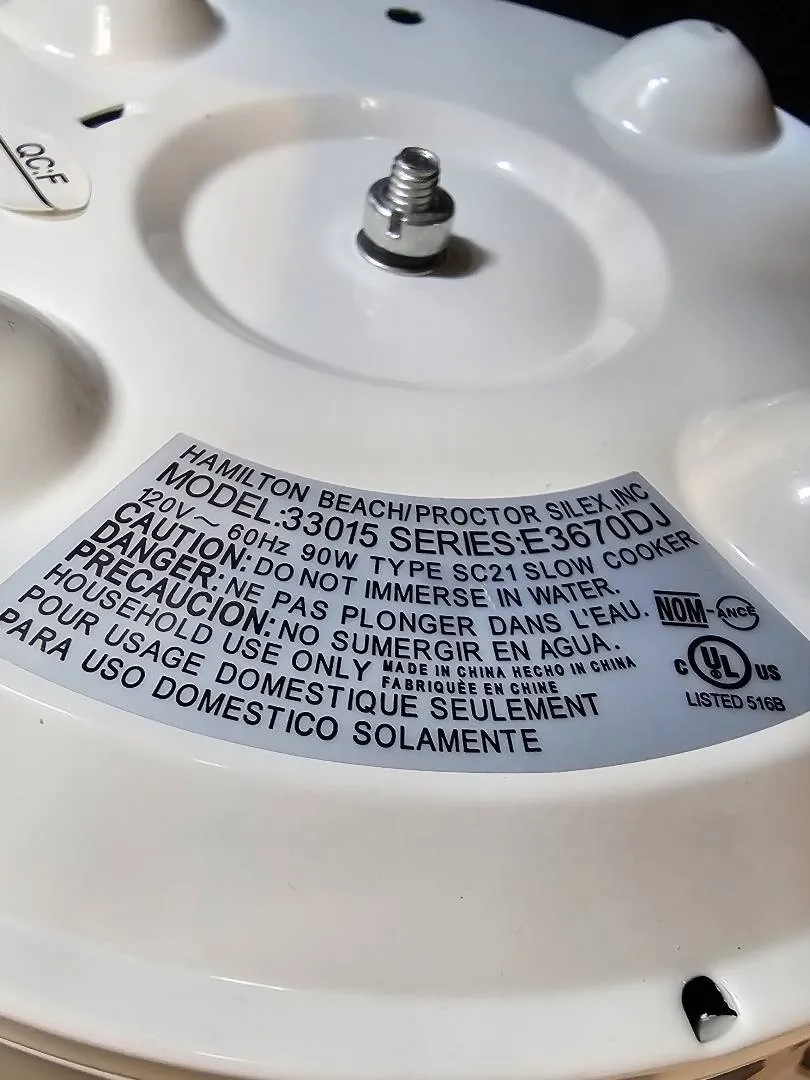 QC:F
HAMILTON BEACH/PROCTOR SILEX,INC
MODEL:33015 SERIES:E3670DJ
120V~ 60Hz 90W TYPE SC21 SLOW COOKER
CAUTION:DO NOT IMMERSE IN WATER.
DANGER:NE PAS PLONGER DANS L'EAU.
PRECAUCION:NO SUMERGIR EN AGUA.
HOUSEHOLD USE ONLY MADE IN CHINA HECHO IN CHINA
FABRIQUÈE EN CHINE
POUR USAGE DOMESTIQUE SEULEMENT
PARA USO DOMESTICO SOLAMENTE
NOM-ANCE
C UL US
LISTED 516B